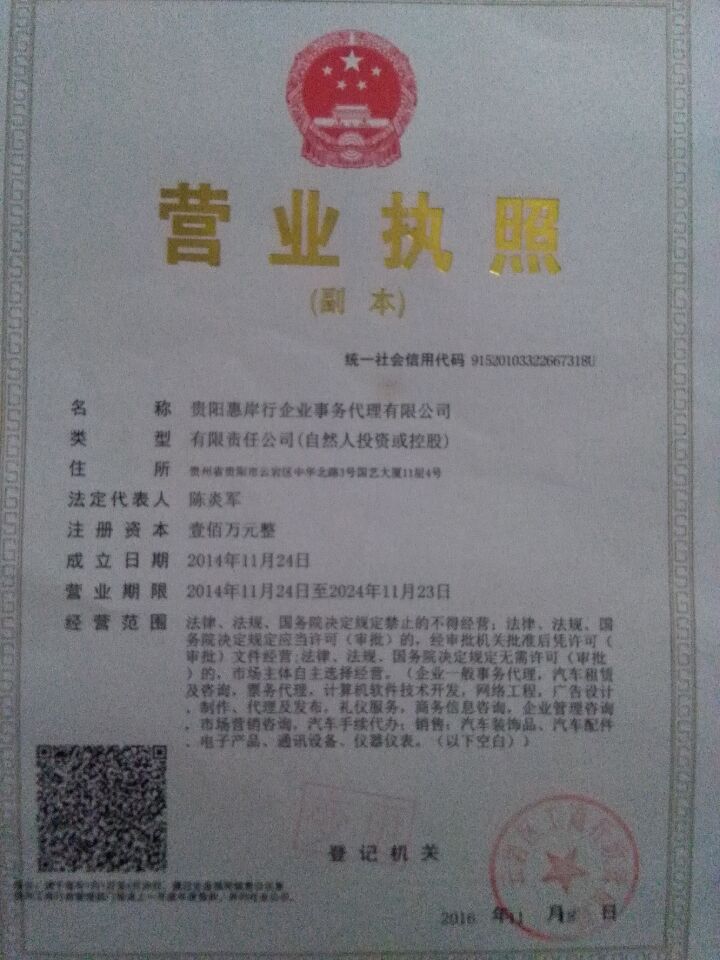 营业执照
(副 本)
统一社会信用代码 91520103322667318U
名 称 贵阳惠岸行企业事务代理有限公司
类 型 有限责任公司(自然人投资或控股)
住 所 贵州省贵阳市云岩区中华北路3号国艺大厦11层4号
法定代表人 陈炎军
注册资本 壹佰万元整
成立日期 2014年11月24日
营业期限 2014年11月24日至2024年11月23日
经营范围 法律、法规、国务院决定规定禁止的不得经营；法律、法规、国
务院决定规定应当许可（审批）的，经审批机关批准后凭许可（
审批）文件经营;法律、法规、国务院决定规定无需许可（审批
）的，市场主体自主选择经营。（企业一般事务代理，汽车租赁
及咨询，票务代理，计算机软件技术开发，网络工程，广告设计
、制作、代理及发布，礼仪服务，商务信息咨询，企业管理咨询
、市场营销咨询，汽车手续代办；销售：汽车装饰品、汽车配件
、电子产品、通讯设备、仪器仪表。（以下空白））
登记机关
2016 年11 月18 日